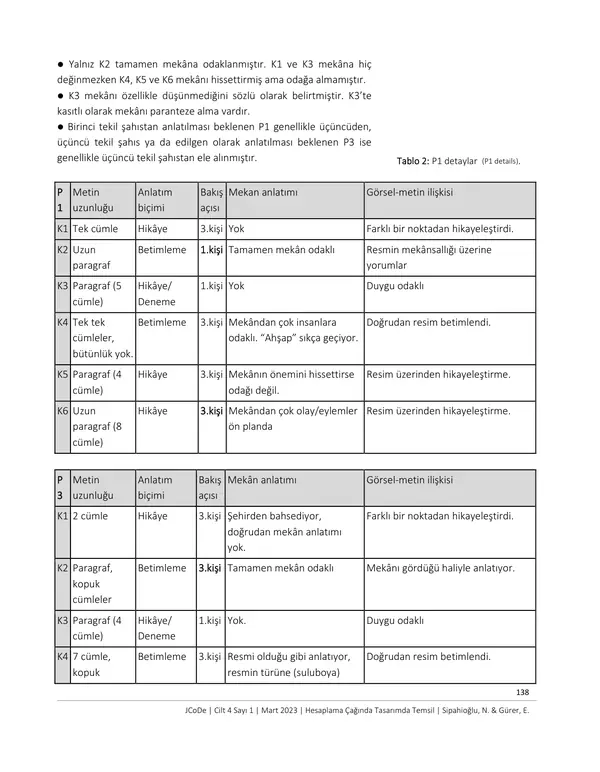 ● Yalnız K2 tamamen mekâna odaklanmıştır. K1 ve K3 mekâna hiç
değinmezken K4, K5 ve K6 mekânı hissettirmiş ama odağa almamıştır.
● K3 mekânı özellikle düşünmediğini sözlü olarak belirtmiştir. K3'te
kasıtlı olarak mekânı paranteze alma vardır.
● Birinci tekil şahıstan anlatılması beklenen P1 genellikle üçüncüden,
üçüncü tekil şahıs ya da edilgen olarak anlatılması beklenen P3 ise
genellikle üçüncü tekil şahıstan ele alınmıştır.
Tablo 2: P1 detaylar (P1 details).
P Metin Anlatım Bakış Mekan anlatımı Görsel-metin ilişkisi
1 uzunluğu biçimi açısı
K1 Tek cümle Hikâye 3.kişi Yok Farklı bir noktadan hikayeleştirdi.
K2 Uzun Betimleme 1.kişi Tamamen mekân odaklı Resmin mekânsallığı üzerine
paragraf yorumlar
K3 Paragraf (5 Hikâye/ 1.kişi Yok Duygu odaklı
cümle) Deneme
K4 Tek tek Betimleme 3.kişi Mekândan çok insanlara Doğrudan resim betimlendi.
cümleler, odaklı. “Ahşap” sıkça geçiyor.
bütünlük yok.
K5 Paragraf (4 Hikâye 3.kişi Mekânın önemini hissettirse Resim üzerinden hikayeleştirme.
cümle) odağı değil.
K6 Uzun Hikâye 3.kişi Mekândan çok olay/eylemler Resim üzerinden hikayeleştirme.
paragraf (8 ön planda
cümle)
P Metin Anlatım Bakış Mekân anlatımı Görsel-metin ilişkisi
3 uzunluğu biçimi açısı
K1 2 cümle Hikâye 3.kişi Şehirden bahsediyor, Farklı bir noktadan hikayeleştirdi.
doğrudan mekân anlatımı
yok.
K2 Paragraf, Betimleme 3.kişi Tamamen mekân odaklı Mekânı gördüğü haliyle anlatıyor.
kopuk
cümleler
K3 Paragraf (4 Hikâye/ 1.kişi Yok. Duygu odaklı
cümle) Deneme
K4 7 cümle, Betimleme 3.kişi Resmi olduğu gibi anlatıyor, Doğrudan resim betimlendi.
kopuk resmin türüne (suluboya)
138
JCoDe | Cilt 4 Sayı 1 | Mart 2023 | Hesaplama Çağında Tasarımda Temsil | Sipahioğlu, N. & Gürer, E.